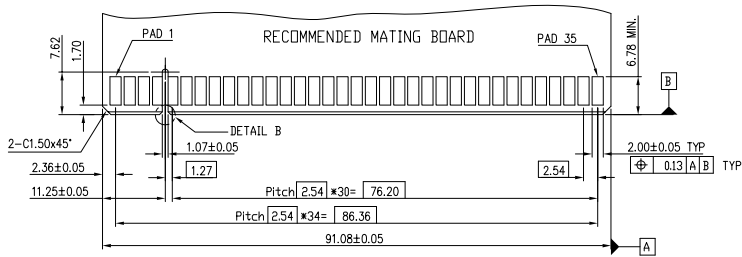 RECOMMENDED MATING BOARD
PAD 1
PAD 35
7.62
1.70
6.78 MIN.
B
DETAIL B
2-C1.50x45°
1.07±0.05
2.00±0.05 TYP
2.36±0.05
1.27
2.54
⌖ 0.13 A B TYP
11.25±0.05
Pitch 2.54 *30= 76.20
Pitch 2.54 *34= 86.36
91.08±0.05
A